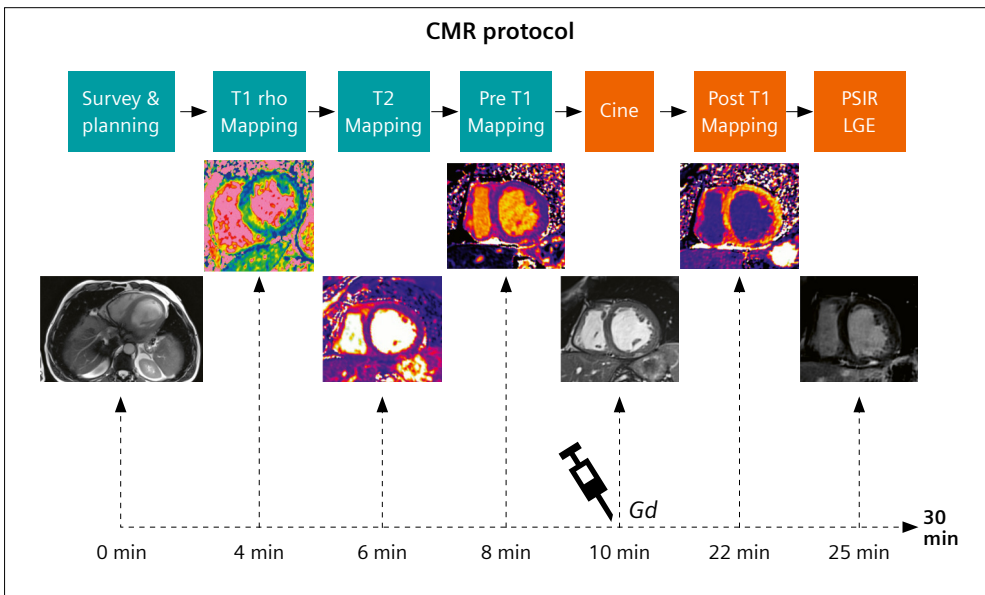 CMR protocol
Survey &
planning
T1 rho
Mapping
T2
Mapping
Pre T1
Mapping
Cine
Post T1
Mapping
PSIR
LGE
Gd
0 min
4 min
6 min
8 min
10 min
22 min
25 min
30
min